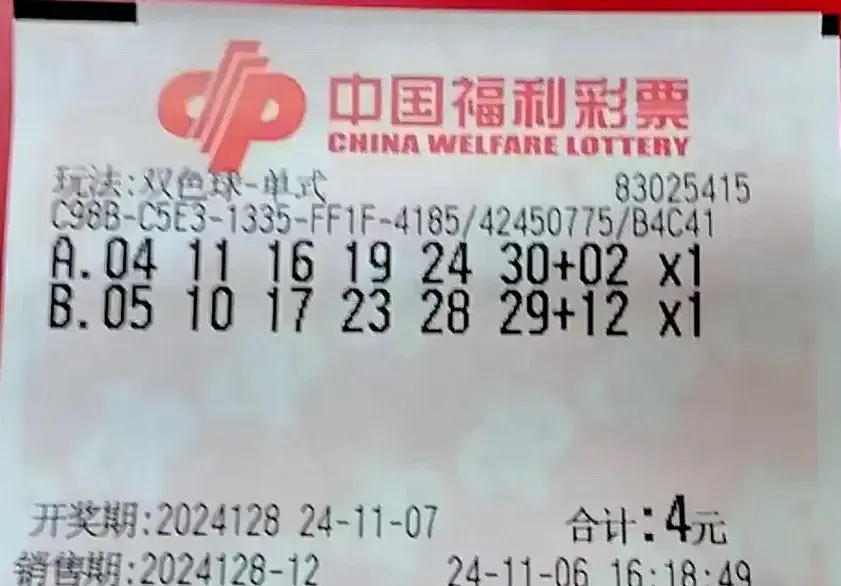 中国福利彩票
CHINA WELFARE LOTTERY
玩法:双色球-单式 83025415
C98B-C5E3-1335-FF1F-4185/42450775/B4C41
A.04 11 16 19 24 30+02 x1
B.05 10 17 23 28 29+12 x1
开奖期:2024128 24-11-07 合计:4元
销售期:2024128-12 24-11-06 16:18:49